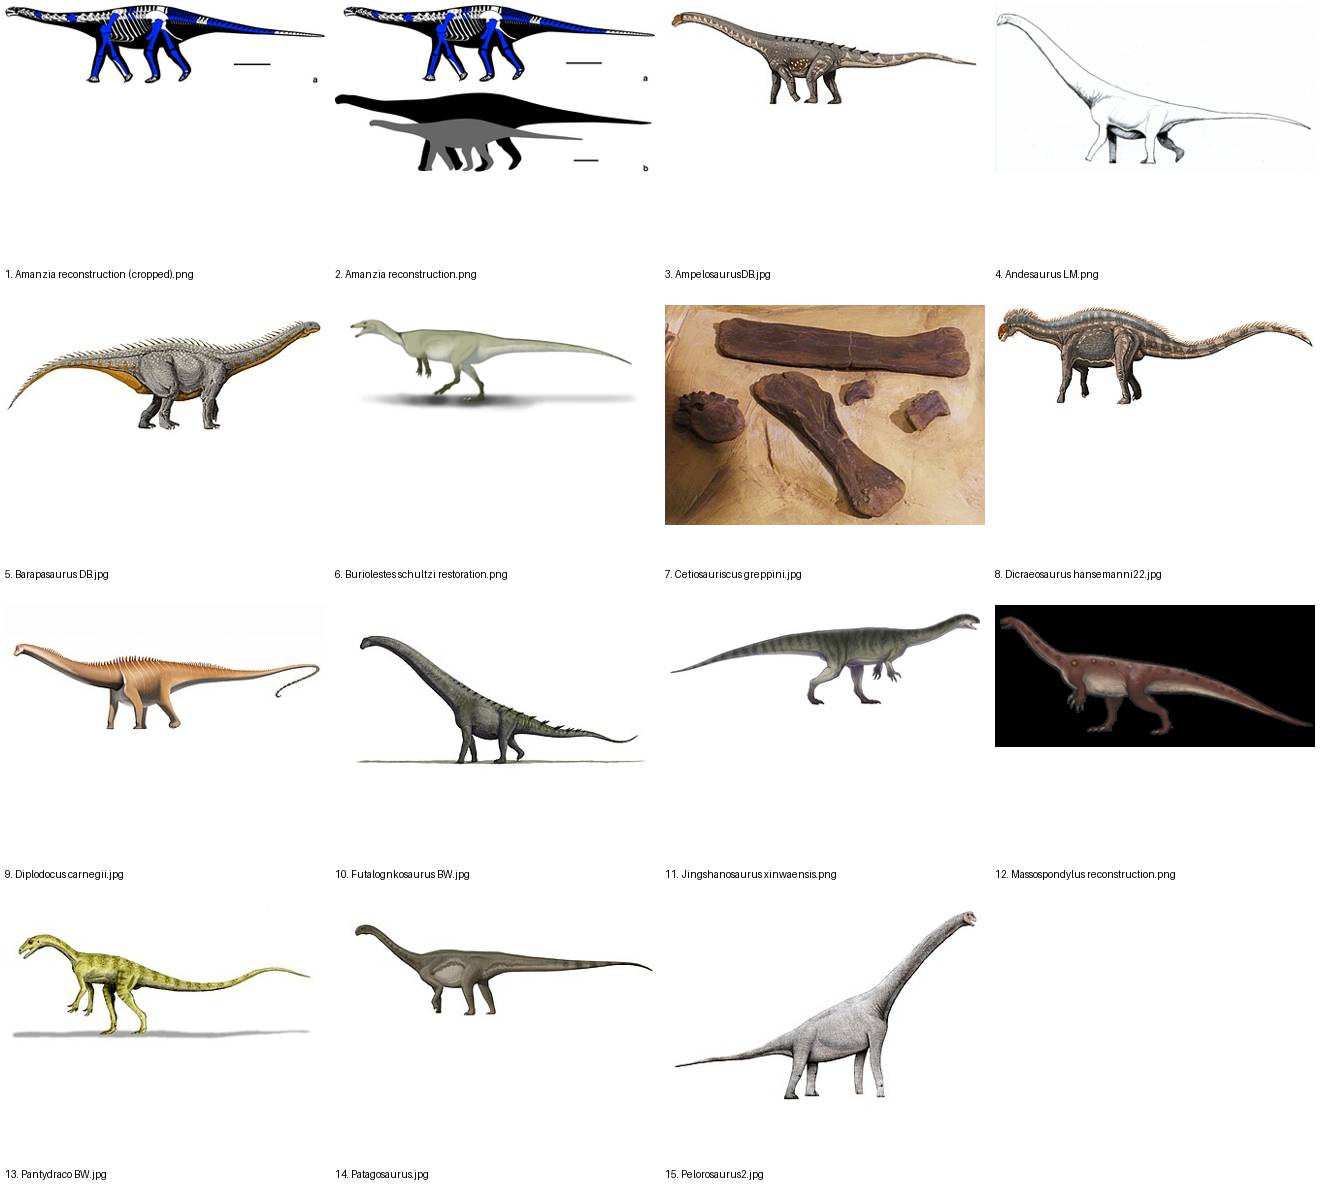 a
a
b
1. Amanzia reconstruction (cropped).png
2. Amanzia reconstruction.png
3. AmpelosaurusDB.jpg
4. Andesaurus LM.png
5. Barapasaurus DB.jpg
6. Buriolestes schultzi restoration.png
7. Cetiosauriscus greppini.jpg
8. Dicraeosaurus hansemanni22.jpg
9. Diplodocus carnegii.jpg
10. Futalognkosaurus BW.jpg
11. Jingshanosaurus xinwaensis.png
12. Massospondylus reconstruction.png
13. Pantydraco BW.jpg
14. Patagosaurus.jpg
15. Pelorosaurus2.jpg